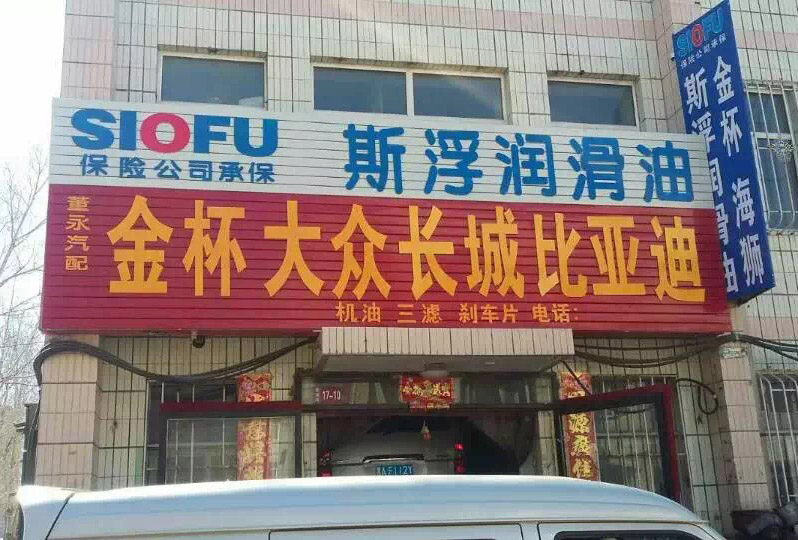 SIOFU
保险公司承保
斯浮润滑油
董永汽配
金杯大众长城比亚迪
机油 三滤 刹车片 电话:
SIOFU
保险公司承保
金杯 海狮
斯浮润滑油
17-10